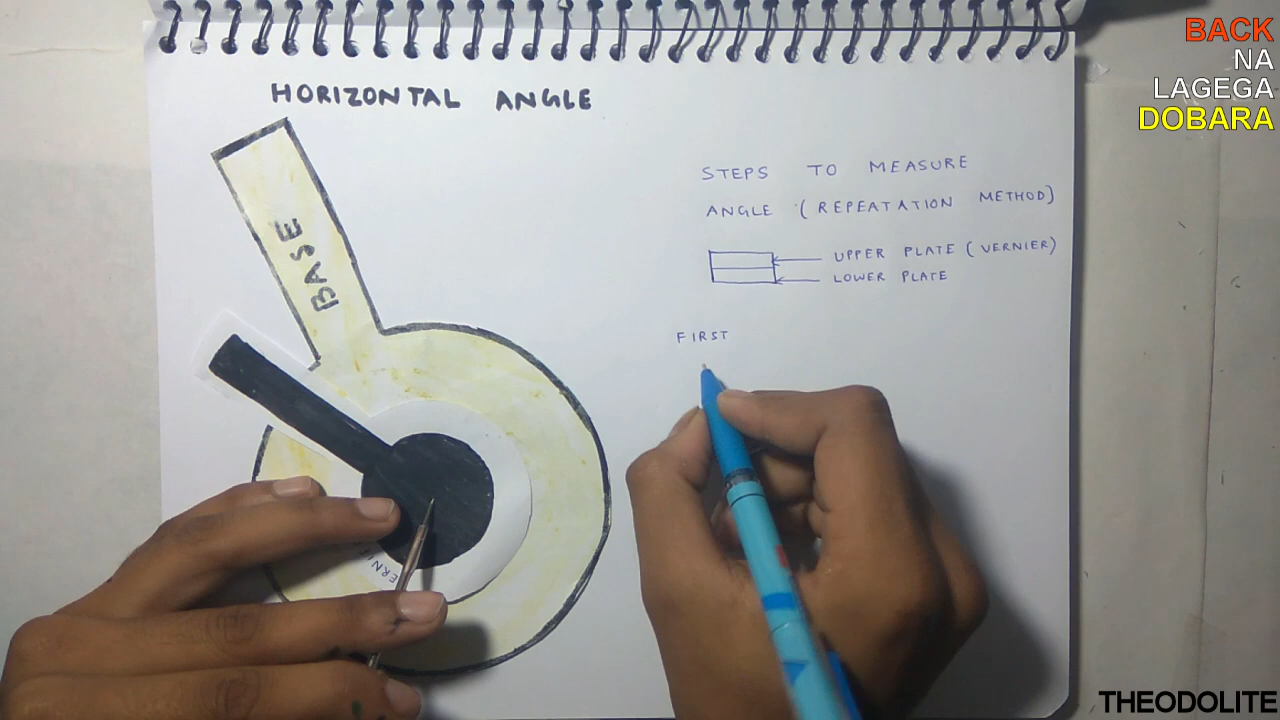 BACK
NA
LAGEGA
DOBARA
HORIZONTAL ANGLE
BASE
STEPS TO MEASURE
ANGLE (REPEATATION METHOD)
UPPER PLATE (VERNIER)
LOWER PLATE
FIRST
THEODOLITE